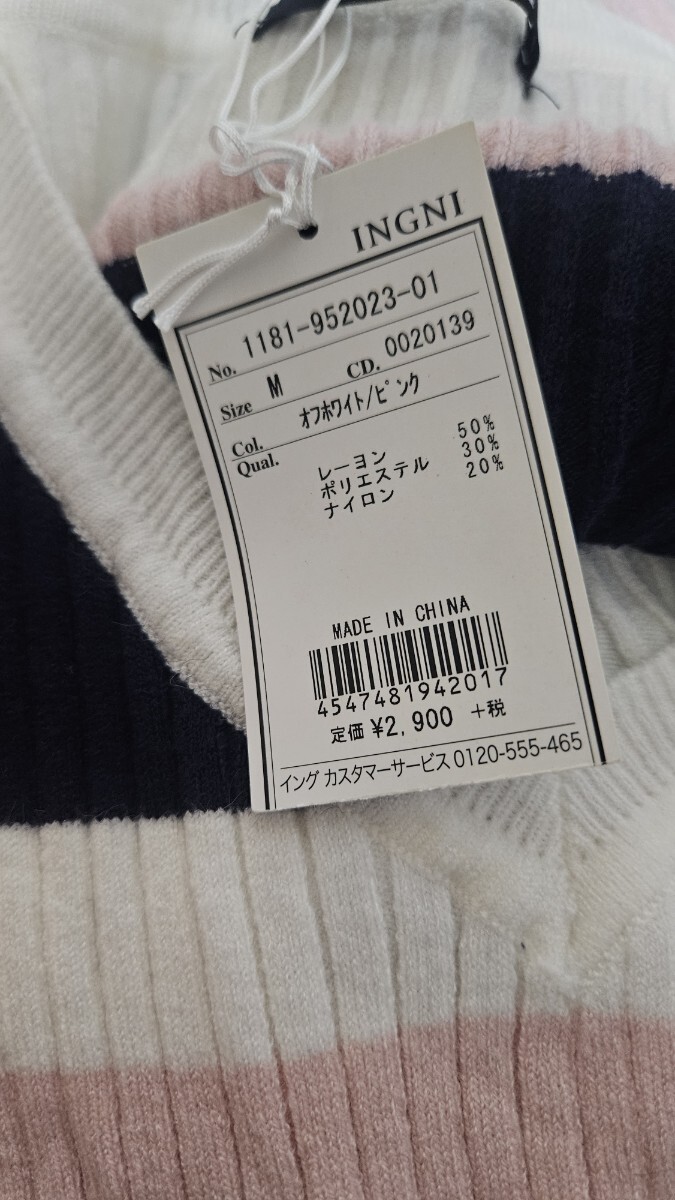 INGNI
No. 1181-952023-01
Size M CD. 0020139
Col. オフホワイト/ピンク
Qual.
レーヨン 50%
ポリエステル 30%
ナイロン 20%
MADE IN CHINA
4547481942017
定価 ¥2,900 +税
イング カスタマーサービス 0120-555-465